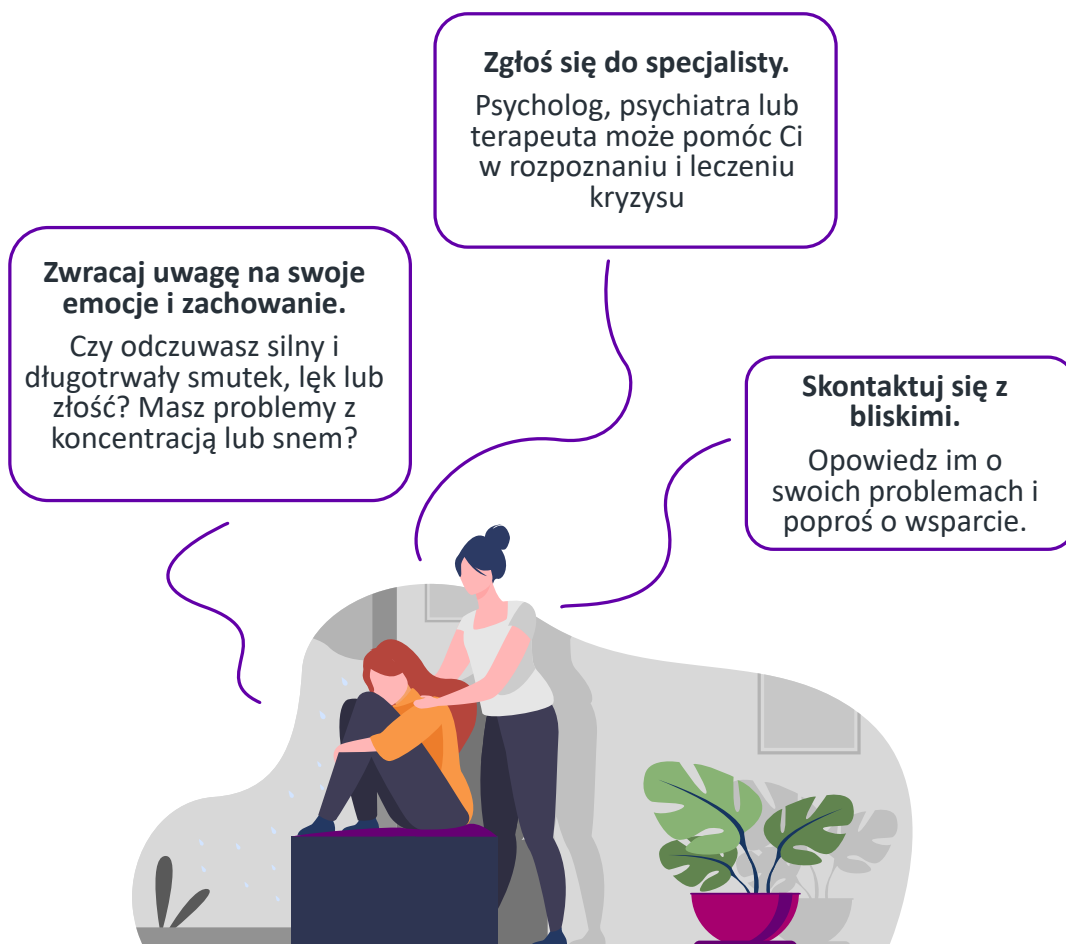 Zgłoś się do specjalisty.
Psycholog, psychiatra lub
terapeuta może pomóc Ci
w rozpoznaniu i leczeniu
kryzysu
Zwracaj uwagę na swoje
emocje i zachowanie.
Czy odczuwasz silny i
długotrwały smutek, lęk lub
złość? Masz problemy z
koncentracją lub snem?
Skontaktuj się z
bliskimi.
Opowiedz im o
swoich problemach i
poproś o wsparcie.